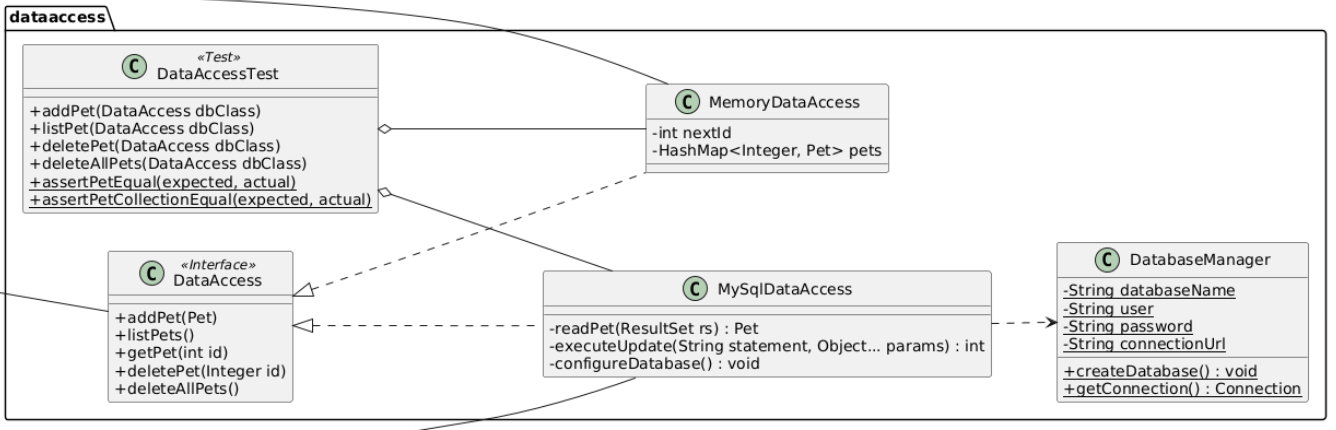 dataaccess
«Test»
C DataAccessTest
+addPet(DataAccess dbClass)
+listPet(DataAccess dbClass)
+deletePet(DataAccess dbClass)
+deleteAllPets(DataAccess dbClass)
+assertPetEqual(expected, actual)
+assertPetCollectionEqual(expected, actual)
C MemoryDataAccess
-int nextId
-HashMap<Integer, Pet> pets
«Interface»
C DataAccess
+addPet(Pet)
+listPets()
+getPet(int id)
+deletePet(Integer id)
+deleteAllPets()
C MySqlDataAccess
-readPet(ResultSet rs) : Pet
-executeUpdate(String statement, Object... params) : int
-configureDatabase() : void
C DatabaseManager
-String databaseName
-String user
-String password
-String connectionUrl
+createDatabase() : void
+getConnection() : Connection